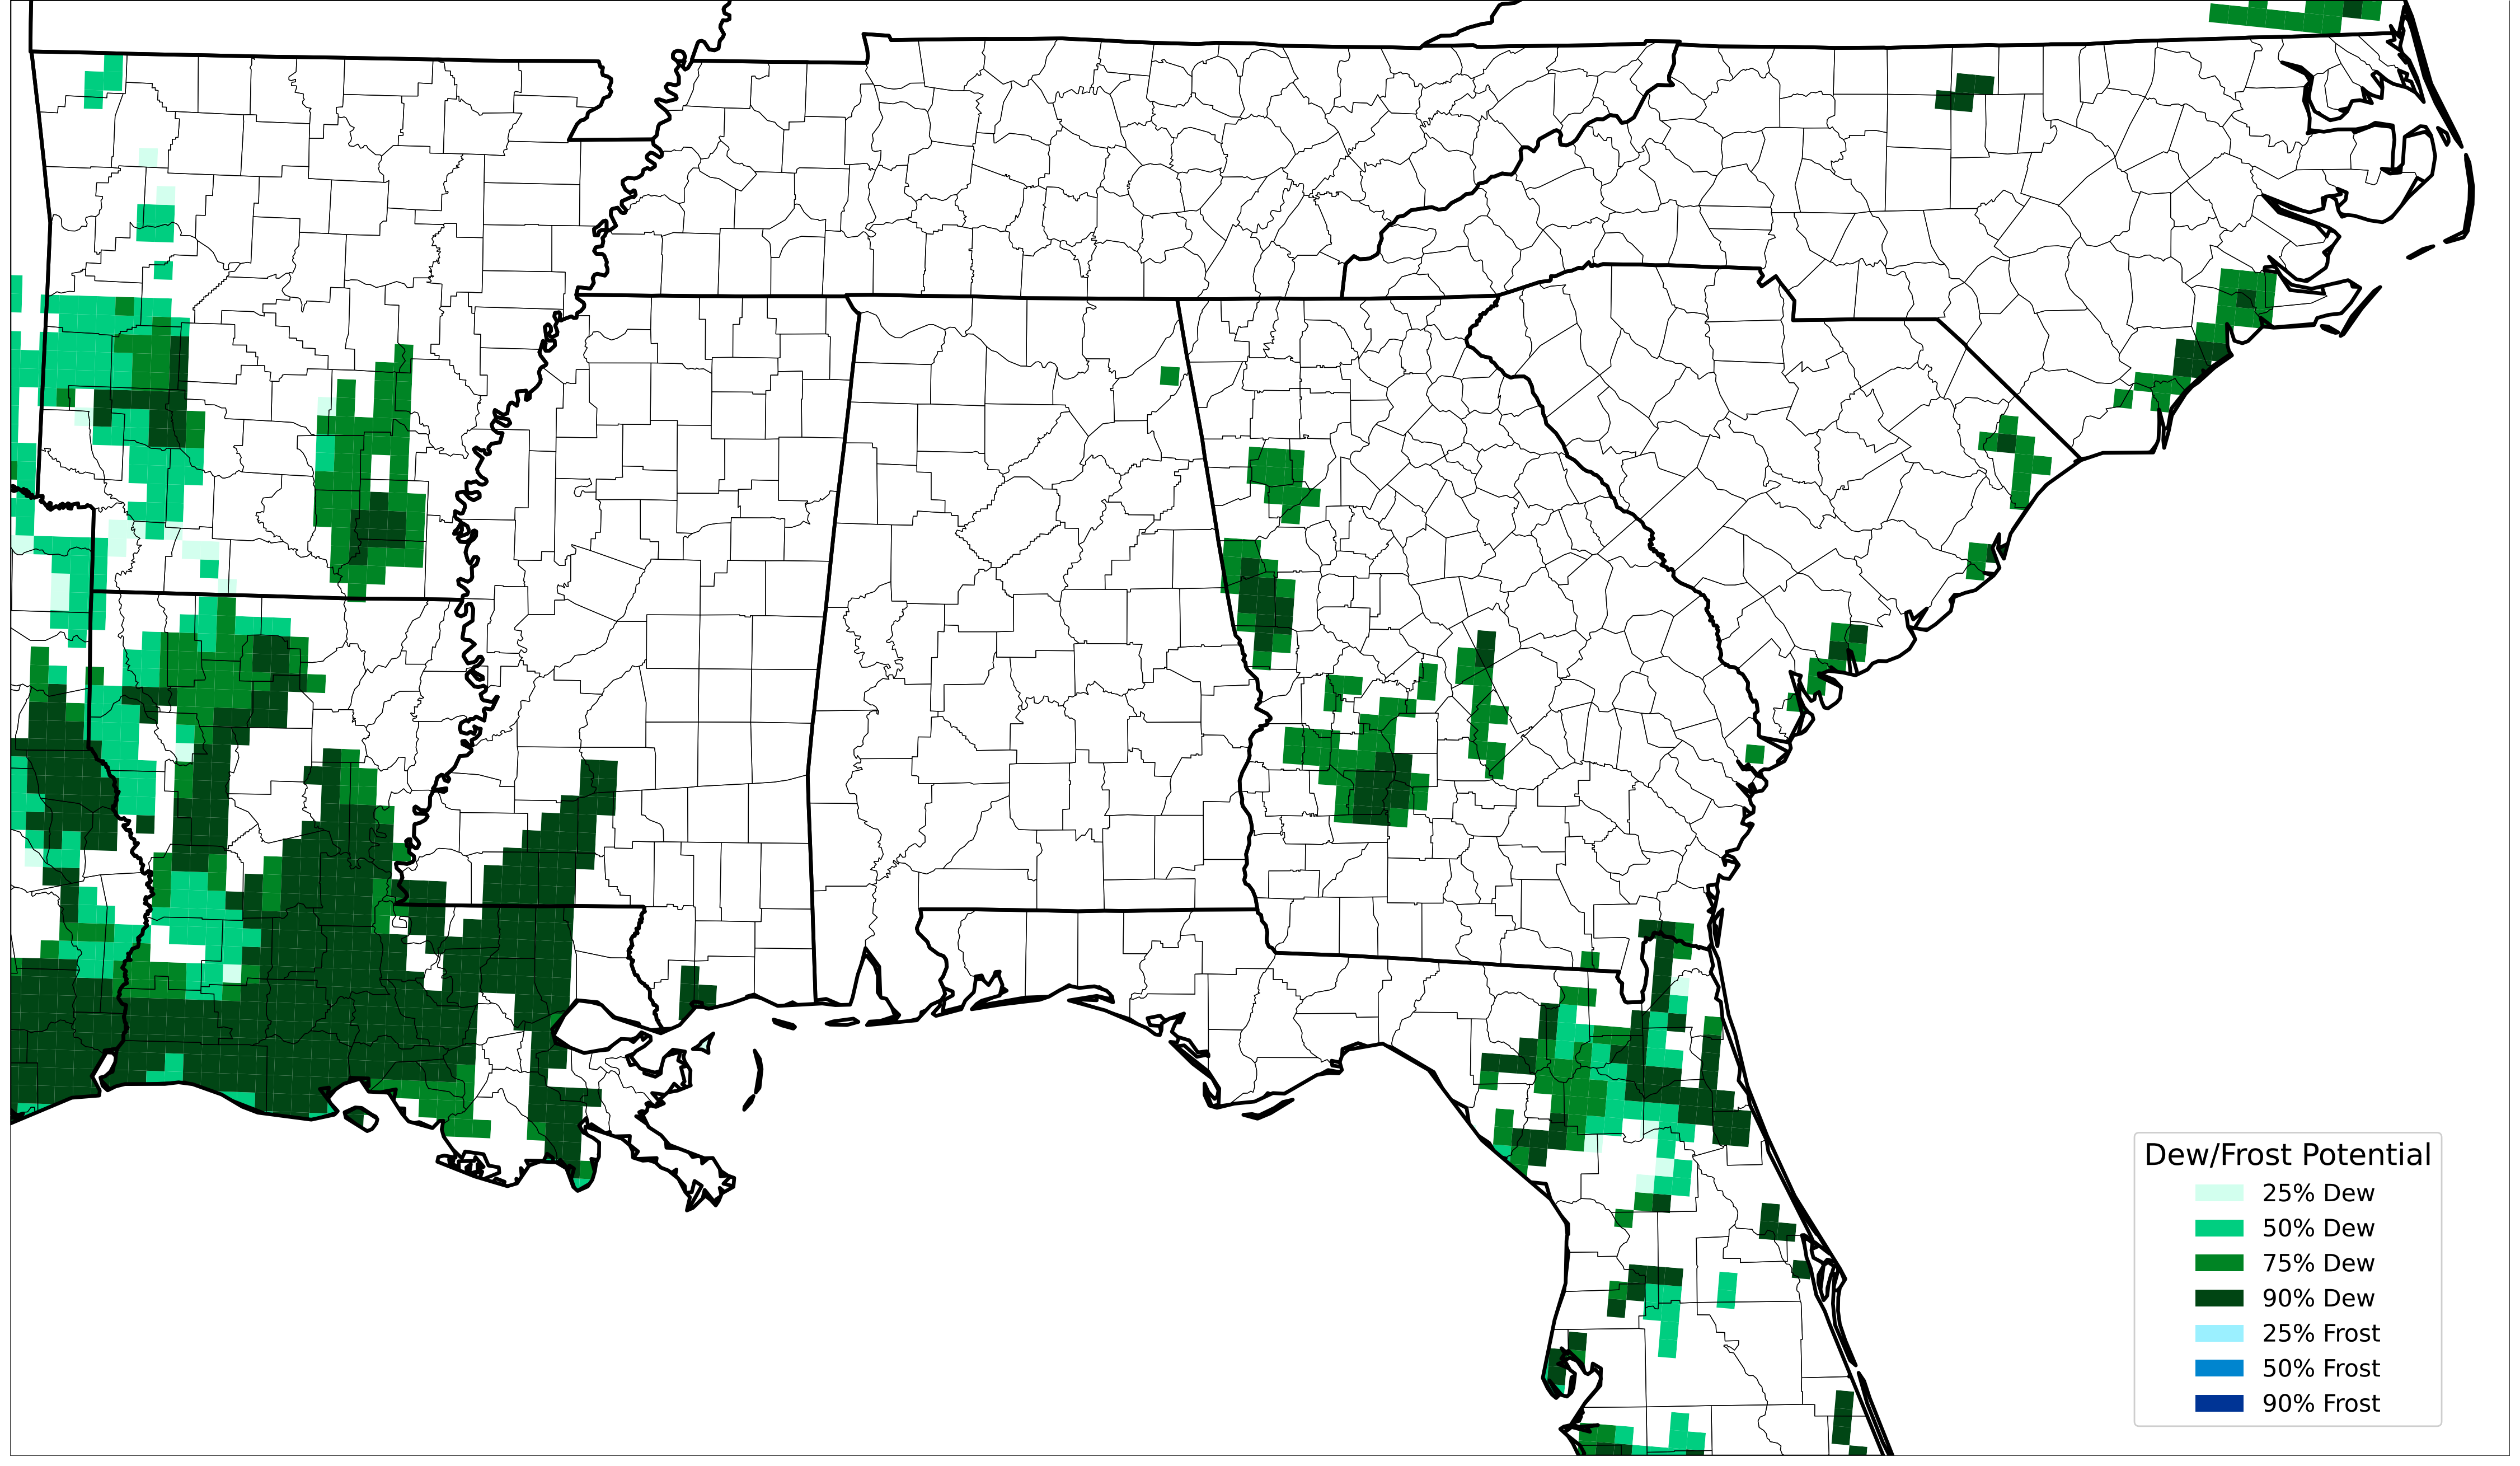 Dew/Frost Potential
25% Dew
50% Dew
75% Dew
90% Dew
25% Frost
50% Frost
90% Frost